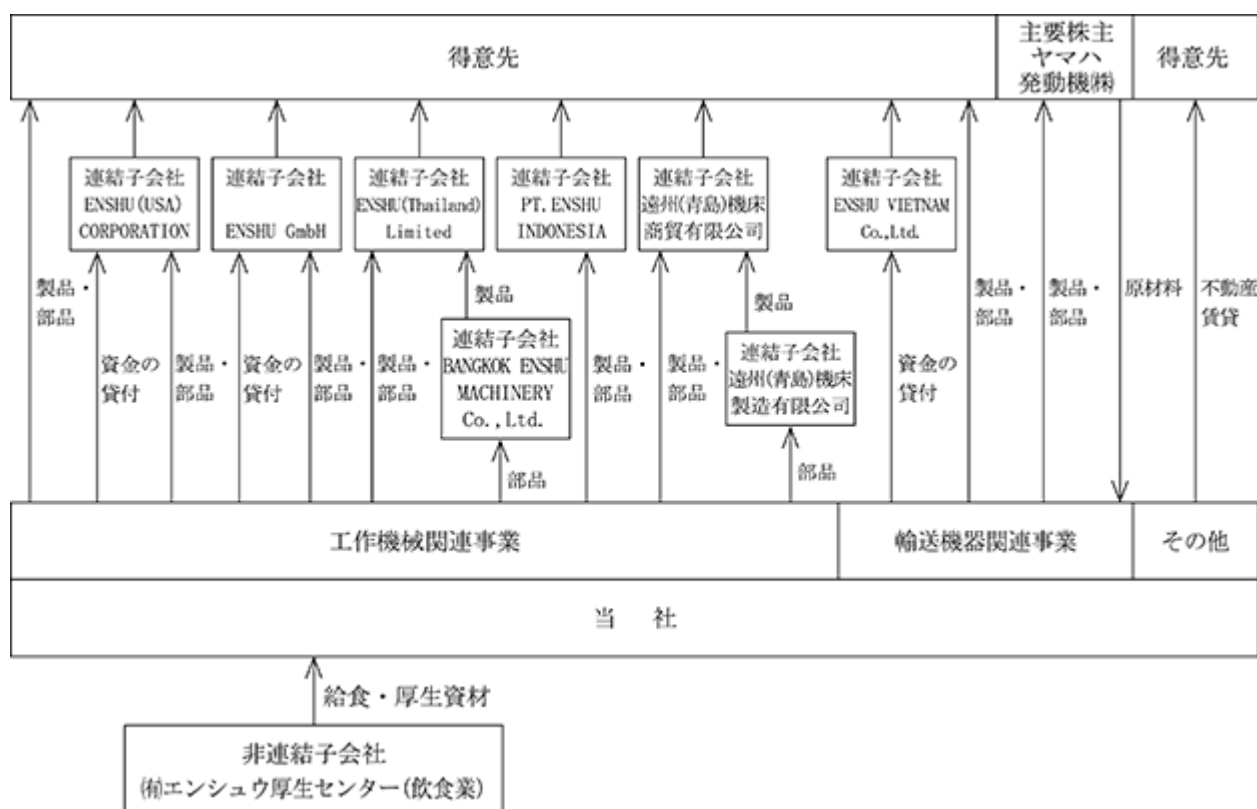 得意先
主要株主
ヤマハ
発動機㈱
得意先
連結子会社
ENSHU(USA)
CORPORATION
連結子会社
ENSHU GmbH
連結子会社
ENSHU(Thailand)
Limited
連結子会社
PT.ENSHU
INDONESIA
連結子会社
遠州(青島)機床
商貿有限公司
連結子会社
ENSHU VIETNAM
Co.,Ltd.
製品・
部品
資金の
貸付
製品・
部品
資金の
貸付
製品・
部品
製品・
部品
製品
連結子会社
BANGKOK ENSHU
MACHINERY
Co.,Ltd.
部品
製品・
部品
製品・
部品
製品
連結子会社
遠州(青島)機床
製造有限公司
部品
資金の
貸付
製品・
部品
製品・
部品
原材料
不動産
賃貸
工作機械関連事業
輸送機器関連事業
その他
当 社
給食・厚生資材
非連結子会社
㈲エンシュウ厚生センター(飲食業)